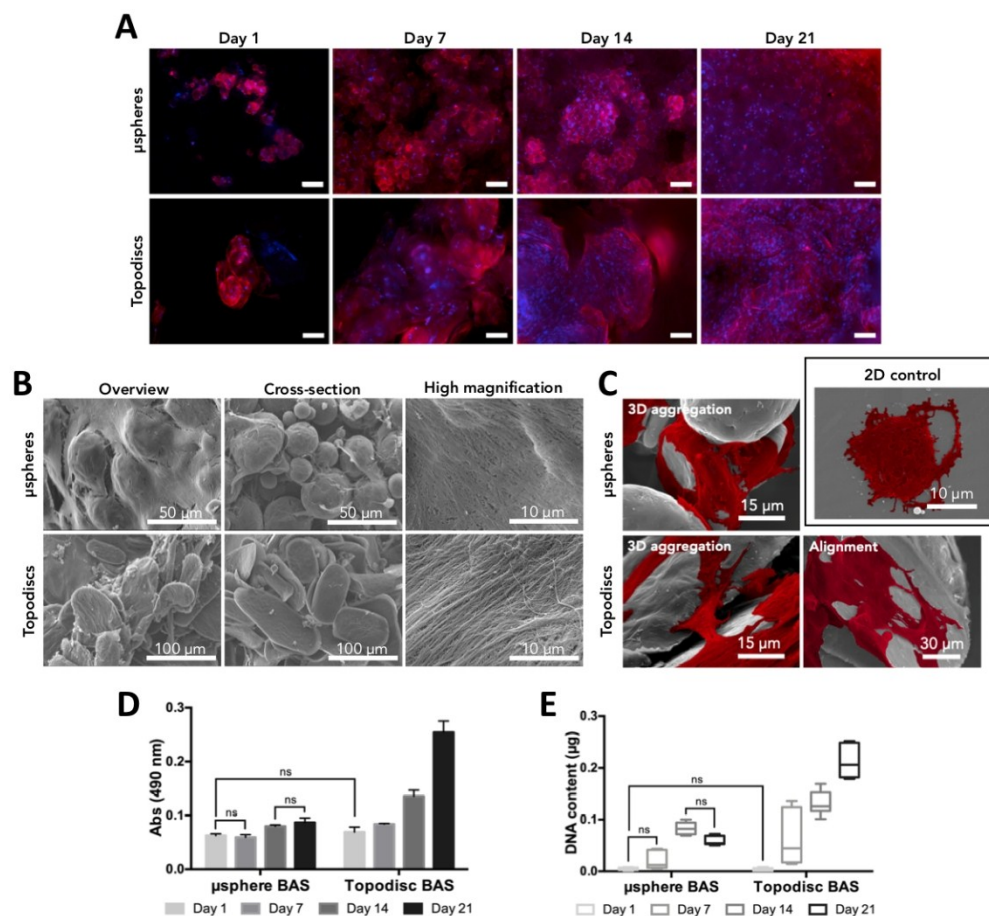 A
Day 1 Day 7 Day 14 Day 21
µspheres
Topodiscs
B
Overview Cross-section High magnification
µspheres
50 µm 50 µm 10 µm
Topodiscs
100 µm 100 µm 10 µm
C
2D control
10 µm
µspheres
3D aggregation
15 µm
Topodiscs
3D aggregation Alignment
15 µm 30 µm
D
Abs (490 nm)
0.3
0.2
0.1
0.0
ns
ns
ns
µsphere BAS Topodisc BAS
Day 1 Day 7 Day 14 Day 21
E
DNA content (µg)
0.3
0.2
0.1
0.0
ns
ns
ns
µsphere BAS Topodisc BAS
Day 1 Day 7 Day 14 Day 21